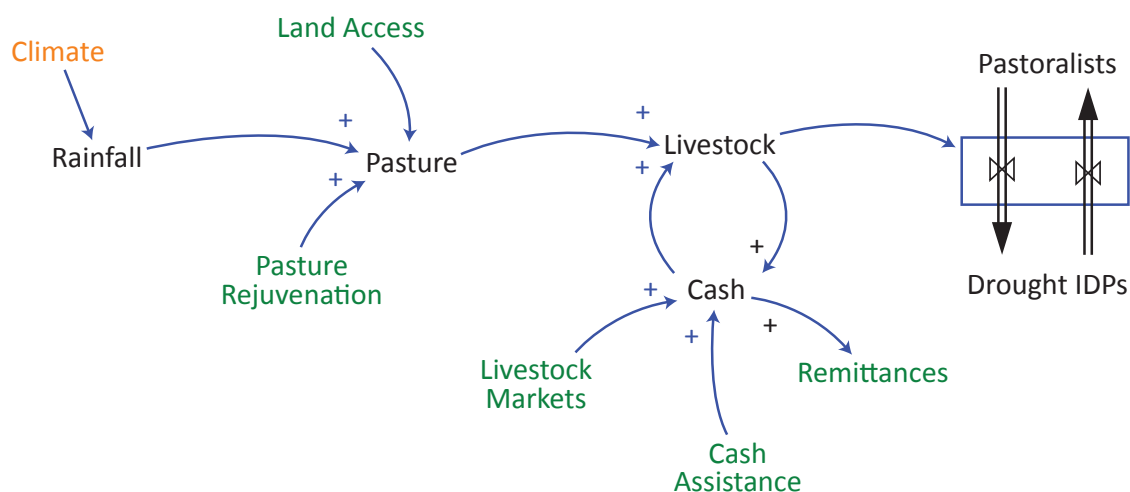 Land Access
Climate
Pastoralists
+
+
Rainfall
Livestock
Pasture
+
+
+
Pasture
Rejuvenation
Drought IDPs
+
Cash
+
+
Livestock
Markets
Remittances
Cash
Assistance